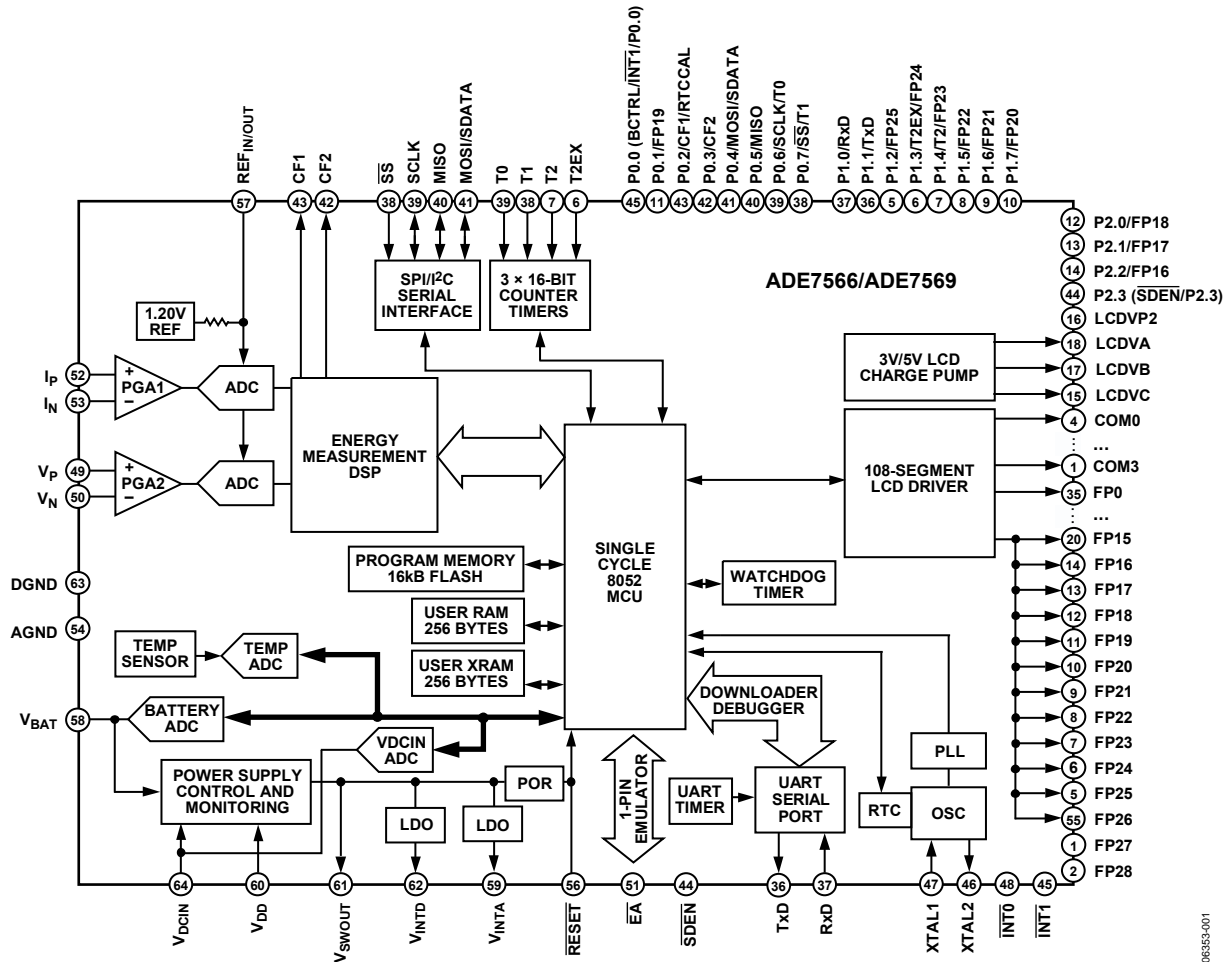 REF IN/OUT
CF1
CF2
SS
SCLK
MISO
MOSI/SDATA
T0
T1
T2
T2EX
P0.0 (BCTRL/INT1/P0.0)
P0.1/FP19
P0.2/CF1/RTCCAL
P0.3/CF2
P0.4/MOSI/SDATA
P0.5/MISO
P0.6/SCLK/T0
P0.7/SS/T1
P1.0/RxD
P1.1/TxD
P1.2/FP25
P1.3/T2EX/FP24
P1.4/T2/FP23
P1.5/FP22
P1.6/FP21
P1.7/FP20
57
43
42
38
39
40
41
39
38
7
6
45
11
43
42
41
40
39
38
37
36
5
6
7
8
9
10
12 P2.0/FP18
13 P2.1/FP17
14 P2.2/FP16
44 P2.3 (SDEN/P2.3)
16 LCDVP2
18 LCDVA
17 LCDVB
15 LCDVC
4 COM0
...
1 COM3
35 FP0
...
20 FP15
14 FP16
13 FP17
12 FP18
11 FP19
10 FP20
9 FP21
8 FP22
7 FP23
6 FP24
5 FP25
55 FP26
1 FP27
2 FP28
ADE7566/ADE7569
SPI/I2C
SERIAL
INTERFACE
3 × 16-BIT
COUNTER
TIMERS
1.20V
REF
3V/5V LCD
CHARGE PUMP
IP 52
IN 53
+
PGA1
−
ADC
VP 49
VN 50
+
PGA2
−
ADC
ENERGY
MEASUREMENT
DSP
108-SEGMENT
LCD DRIVER
SINGLE
CYCLE
8052
MCU
PROGRAM MEMORY
16kB FLASH
WATCHDOG
TIMER
USER RAM
256 BYTES
USER XRAM
256 BYTES
DGND 63
AGND 54
TEMP
SENSOR
TEMP
ADC
VBAT 58
BATTERY
ADC
VDCIN
ADC
DOWNLOADER
DEBUGGER
POWER SUPPLY
CONTROL AND
MONITORING
POR
LDO
LDO
1-PIN
EMULATOR
UART
TIMER
UART
SERIAL
PORT
PLL
RTC
OSC
64
60
61
62
59
56
51
44
36
37
47
46
48
45
VDCIN
VDD
VSWOUT
VINTD
VINTA
RESET
EA
SDEN
TxD
RxD
XTAL1
XTAL2
INT0
INT1
06353-001